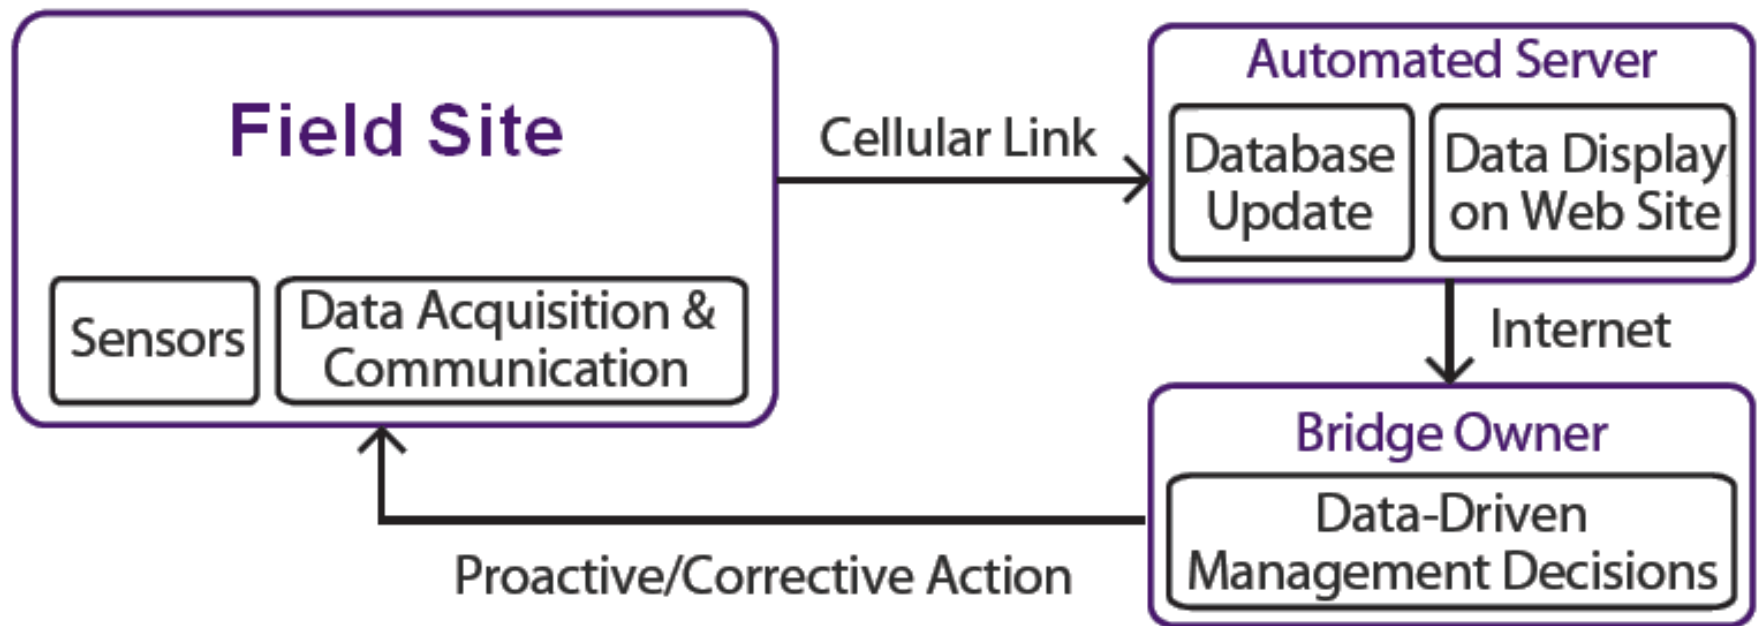 Field Site
Sensors
Data Acquisition &
Communication
Cellular Link
Automated Server
Database
Update
Data Display
on Web Site
Internet
Bridge Owner
Data-Driven
Management Decisions
Proactive/Corrective Action